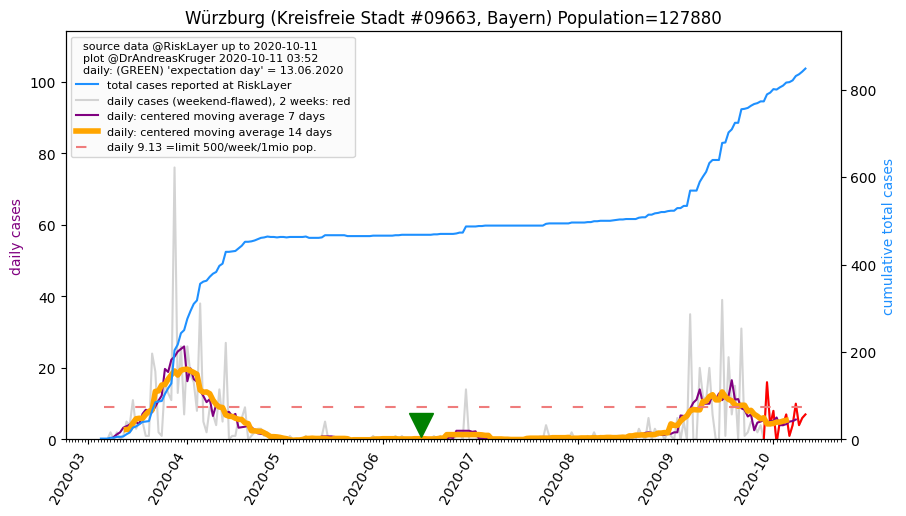 Würzburg (Kreisfreie Stadt #09663, Bayern) Population=127880
source data @RiskLayer up to 2020-10-11
plot @DrAndreasKruger 2020-10-11 03:52
daily: (GREEN) 'expectation day' = 13.06.2020
total cases reported at RiskLayer
daily cases (weekend-flawed), 2 weeks: red
daily: centered moving average 7 days
daily: centered moving average 14 days
daily 9.13 =limit 500/week/1mio pop.
daily cases
100
80
60
40
20
0
cumulative total cases
800
600
400
200
0
2020-03
2020-04
2020-05
2020-06
2020-07
2020-08
2020-09
2020-10